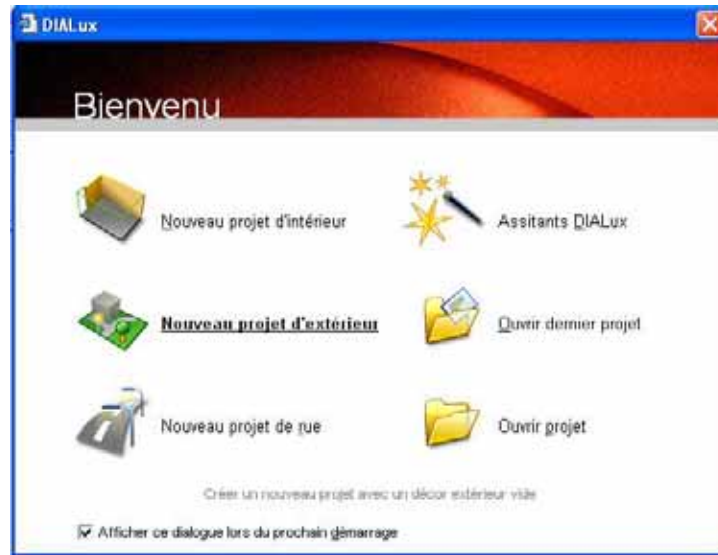 DIALux
Bienvenu
Nouveau projet d'intérieur
Assitants DIALux
Nouveau projet d'extérieur
Ouvrir dernier projet
Nouveau projet de rue
Ouvrir projet
Créer un nouveau projet avec un décor extérieur vide
Afficher ce dialogue lors du prochain démarrage